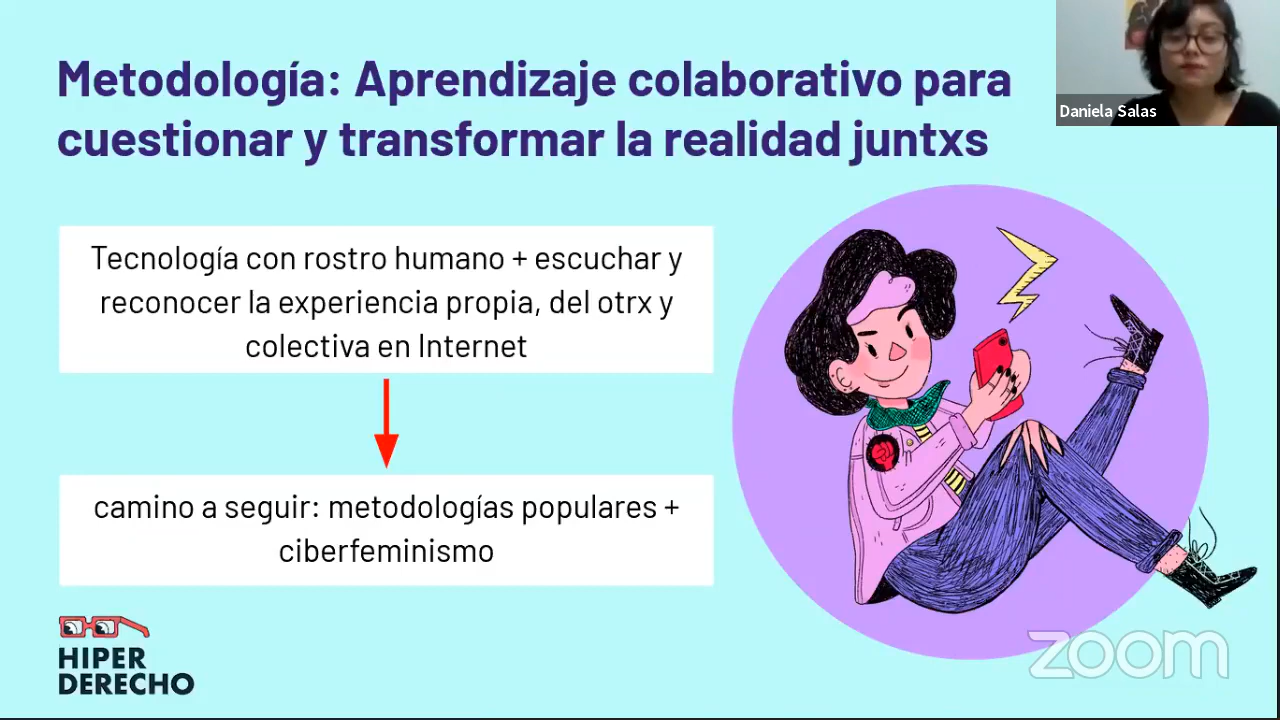 Metodología: Aprendizaje colaborativo para
cuestionar y transformar la realidad juntxs
Daniela Salas
Tecnología con rostro humano + escuchar y
reconocer la experiencia propia, del otrx y
colectiva en Internet
camino a seguir: metodologías populares +
ciberfeminismo
HIPER
DERECHO
zoom